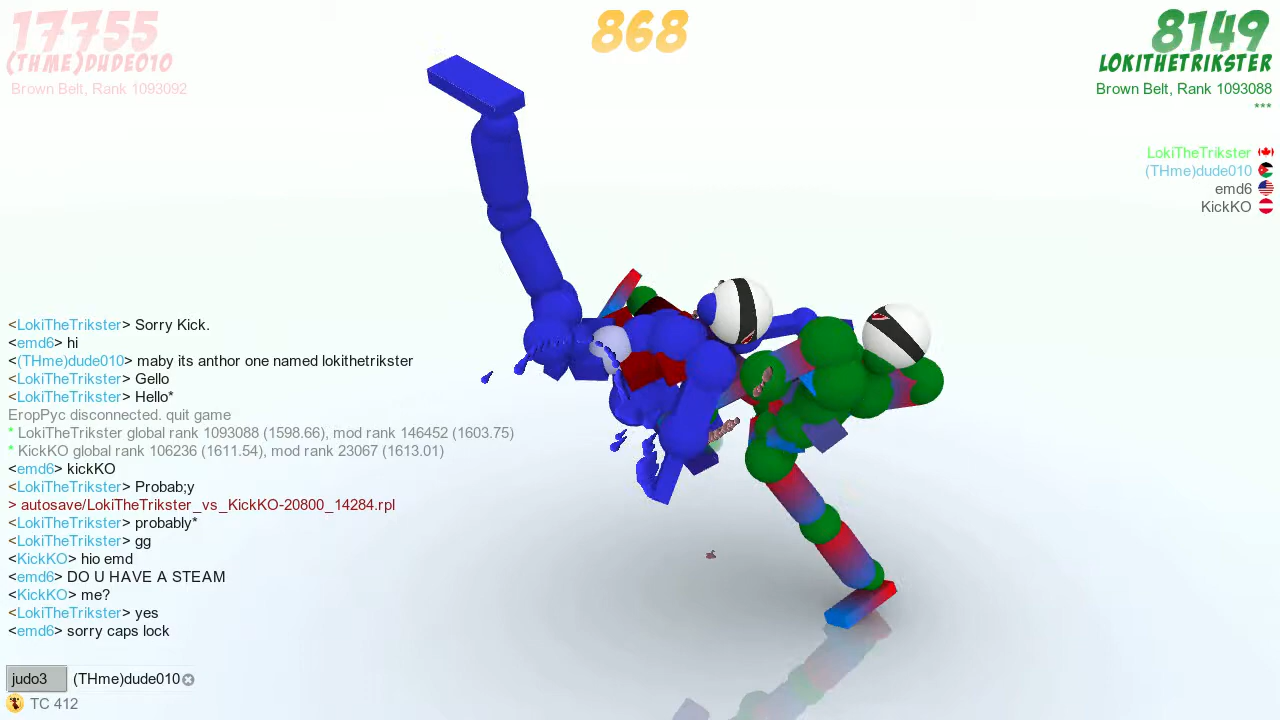 17755
(THME)DUDE010
Brown Belt, Rank 1093092
868
8149
LOKITHETRIKSTER
Brown Belt, Rank 1093088
***
LokiTheTrikster
(THme)dude010
emd6
KickKO
<LokiTheTrikster> Sorry Kick.
<emd6> hi
<(THme)dude010> maby its anthor one named lokithetrikster
<LokiTheTrikster> Gello
<LokiTheTrikster> Hello*
EropPyc disconnected. quit game
* LokiTheTrikster global rank 1093088 (1598.66), mod rank 146452 (1603.75)
* KickKO global rank 106236 (1611.54), mod rank 23067 (1613.01)
<emd6> kickKO
<LokiTheTrikster> Probab;y
> autosave/LokiTheTrikster_vs_KickKO-20800_14284.rpl
<LokiTheTrikster> probably*
<LokiTheTrikster> gg
<KickKO> hio emd
<emd6> DO U HAVE A STEAM
<KickKO> me?
<LokiTheTrikster> yes
<emd6> sorry caps lock
judo3 (THme)dude010
TC 412